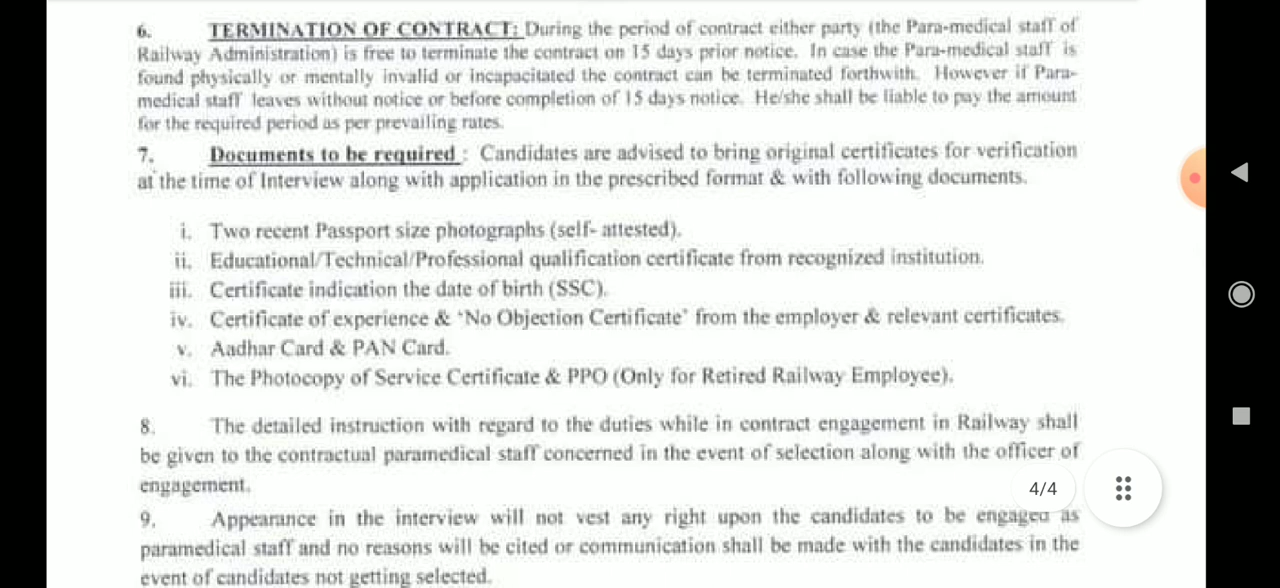 6. TERMINATION OF CONTRACT: During the period of contract either party (the Para-medical staff of
Railway Administration) is free to terminate the contract on 15 days prior notice. In case the Para-medical staff is
found physically or mentally invalid or incapacitated the contract can be terminated forthwith. However if Para-
medical staff leaves without notice or before completion of 15 days notice. He/she shall be liable to pay the amount
for the required period as per prevailing rates.
7. Documents to be required : Candidates are advised to bring original certificates for verification
at the time of Interview along with application in the prescribed format & with following documents.
i. Two recent Passport size photographs (self- attested).
ii. Educational/Technical/Professional qualification certificate from recognized institution.
iii. Certificate indication the date of birth (SSC).
iv. Certificate of experience & 'No Objection Certificate' from the employer & relevant certificates.
v. Aadhar Card & PAN Card.
vi. The Photocopy of Service Certificate & PPO (Only for Retired Railway Employee).
8. The detailed instruction with regard to the duties while in contract engagement in Railway shall
be given to the contractual paramedical staff concerned in the event of selection along with the officer of
engagement.
4/4
9. Appearance in the interview will not vest any right upon the candidates to be engaged as
paramedical staff and no reasons will be cited or communication shall be made with the candidates in the
event of candidates not getting selected.